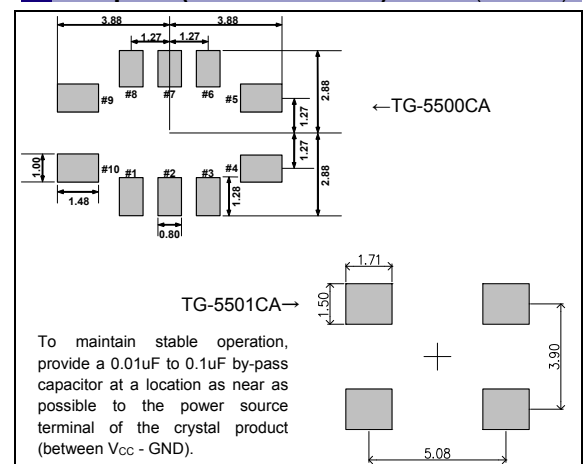 3.88 3.88
1.27 1.27
#9 #8 #7 #6 #5
1.27
2.88
←TG-5500CA
1.27
2.88
1.00
#10 #1 #2 #3 #4
1.48
1.28
0.80
1.71
TG-5501CA→
1.50
3.90
5.08
To maintain stable operation,
provide a 0.01uF to 0.1uF by-pass
capacitor at a location as near as
possible to the power source
terminal of the crystal product
(between VCC - GND).